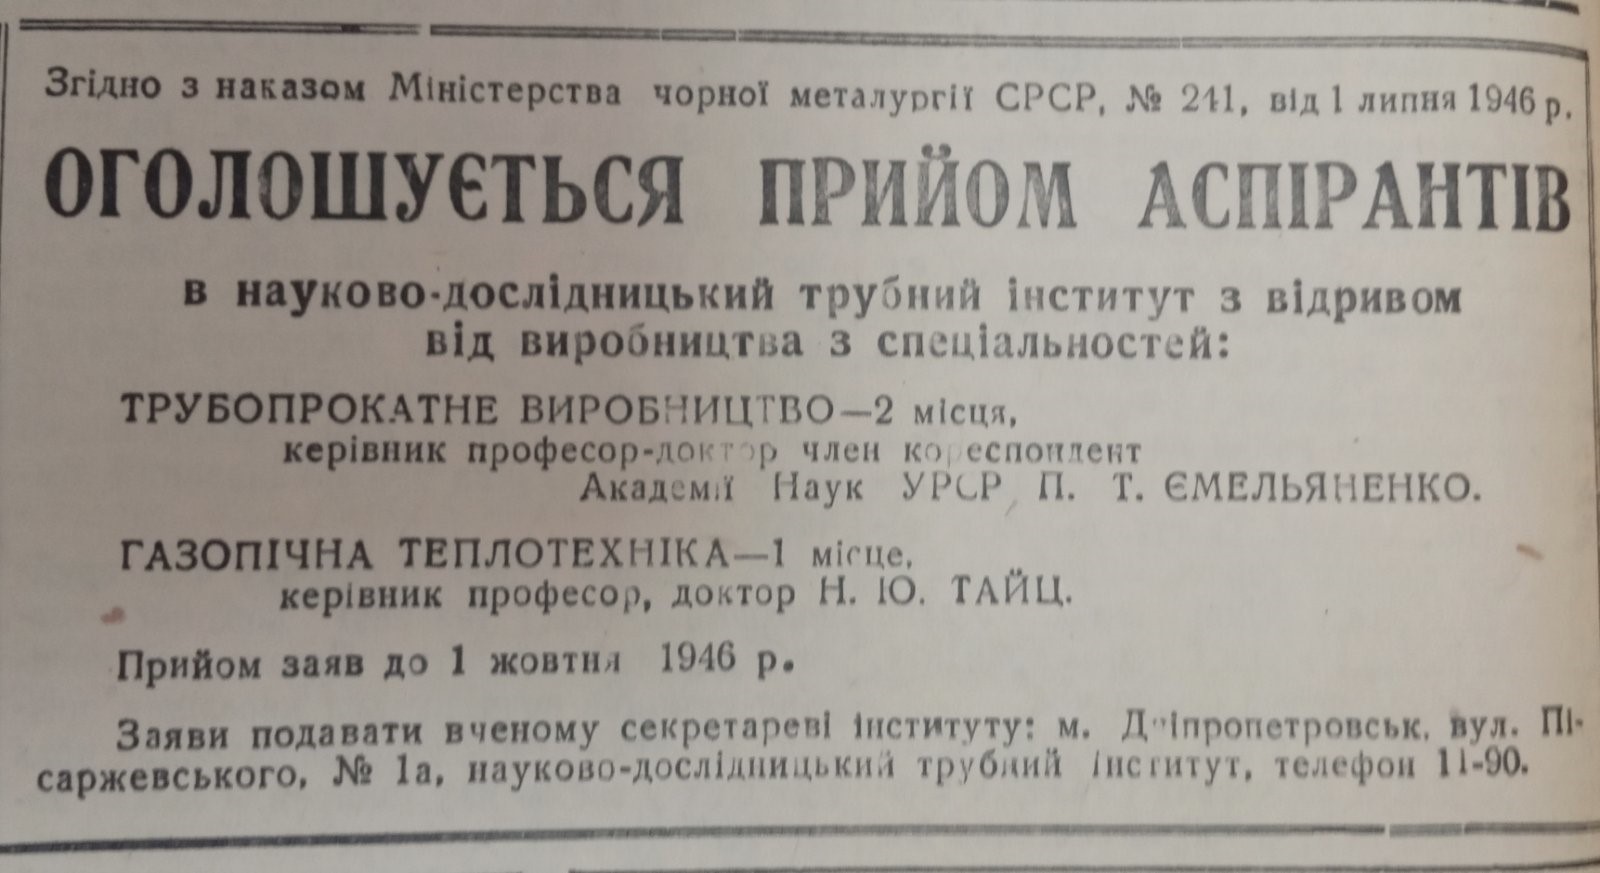 Згідно з наказом Міністерства чорної металургії СРСР, № 241, від 1 липня 1946 р.
ОГОЛОШУЄТЬСЯ ПРИЙОМ АСПІРАНТІВ
в науково-дослідницький трубний інститут з відривом
від виробництва з спеціальностей:
ТРУБОПРОКАТНЕ ВИРОБНИЦТВО—2 місця,
керівник професор-доктор член кореспондент
Академії Наук УРСР П. Т. ЄМЕЛЬЯНЕНКО.
ГАЗОПІЧНА ТЕПЛОТЕХНІКА—1 місце,
керівник професор, доктор Н. Ю. ТАЙЦ.
Прийом заяв до 1 жовтня 1946 р.
Заяви подавати вченому секретареві інституту: м. Дніпропетровськ, вул. Пі-
саржевського, № 1а, науково-дослідницький трубний інститут, телефон 11-90.